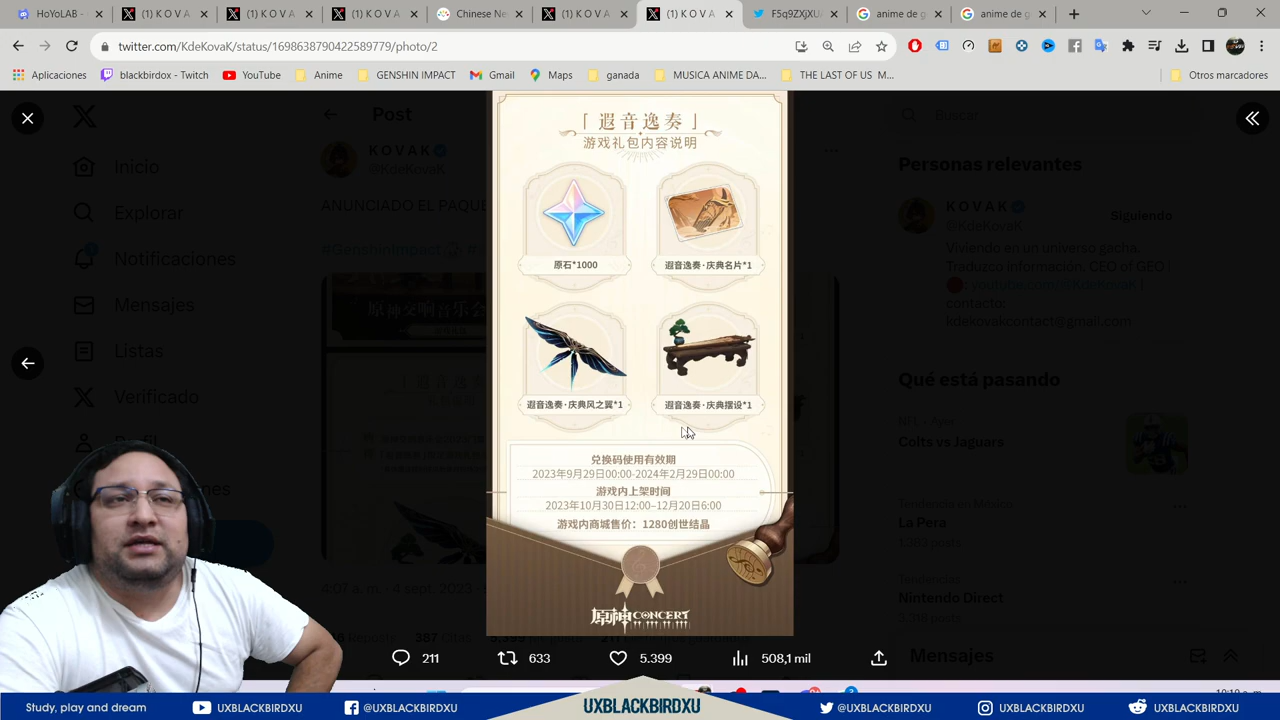 HoYoLAB -
(1) K O V A
(1) K O V A
(1) K O V A
Chinese Ne
(1) K O V A
(1) K O V A
F5q9ZXjXU
anime de g
anime de g
twitter.com/KdeKovaK/status/1698638790422589779/photo/2
Aplicaciones
blackbirdox - Twitch
YouTube
Anime
GENSHIN IMPACT
Gmail
Maps
ganada
MUSICA ANIME DA...
THE LAST OF US M...
Otros marcadores
Inicio
Explorar
Notificaciones
Mensajes
Listas
Verificado
Post
K O V A K
@KdeKovaK
ANUNCIADO EL PAQUE
#GenshinImpact
「遐音逸奏」
游戏礼包内容说明
原石*1000
遐音逸奏·庆典名片*1
遐音逸奏·庆典风之翼*1
遐音逸奏·庆典摆设*1
兑换码使用有效期
2023年9月29日00:00-2024年2月29日00:00
游戏内上架时间
2023年10月30日12:00–12月20日6:00
游戏内商城售价：1280创世结晶
原神CONCERT
4:07 a. m. · 4 sept. 2023
211
633
5.399
508,1 mil
Buscar
Personas relevantes
K O V A K
@KdeKovaK
Siguiendo
Viviendo en un universo gacha.
Traduzco información. CEO of GEO
contacto:
kdekovakcontact@gmail.com
Qué está pasando
Colts vs Jaguars
Tendencia en México
La Pera
Tendencias
Nintendo Direct
Mensajes
Study, play and dream
UXBLACKBIRDXU
@UXBLACKBIRDXU
UXBLACKBIRDXU
@UXBLACKBIRDXU
UXBLACKBIRDXU
UXBLACKBIRDXU